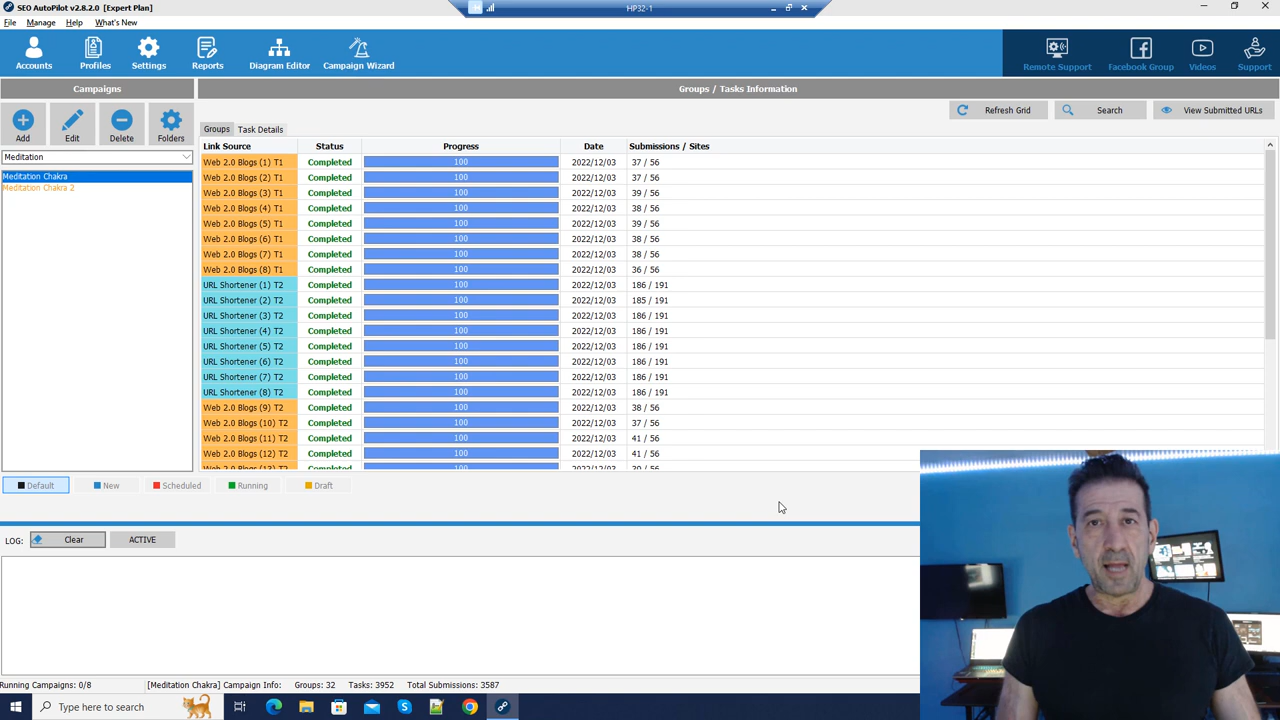 SEO AutoPilot v2.8.2.0 [Expert Plan]
HP32-1
File Manage Help What's New
Accounts Profiles Settings Reports Diagram Editor Campaign Wizard Remote Support Facebook Group Videos Support
Campaigns Groups / Tasks Information
Refresh Grid Search View Submitted URLs
Add Edit Delete Folders
Groups Task Details
Link Source Status Progress Date Submissions / Sites
Meditation
Meditation Chakra
Meditation Chakra 2
Web 2.0 Blogs (1) T1 Completed 100 2022/12/03 37 / 56
Web 2.0 Blogs (2) T1 Completed 100 2022/12/03 37 / 56
Web 2.0 Blogs (3) T1 Completed 100 2022/12/03 39 / 56
Web 2.0 Blogs (4) T1 Completed 100 2022/12/03 38 / 56
Web 2.0 Blogs (5) T1 Completed 100 2022/12/03 39 / 56
Web 2.0 Blogs (6) T1 Completed 100 2022/12/03 38 / 56
Web 2.0 Blogs (7) T1 Completed 100 2022/12/03 38 / 56
Web 2.0 Blogs (8) T1 Completed 100 2022/12/03 36 / 56
URL Shortener (1) T2 Completed 100 2022/12/03 186 / 191
URL Shortener (2) T2 Completed 100 2022/12/03 185 / 191
URL Shortener (3) T2 Completed 100 2022/12/03 186 / 191
URL Shortener (4) T2 Completed 100 2022/12/03 186 / 191
URL Shortener (5) T2 Completed 100 2022/12/03 186 / 191
URL Shortener (6) T2 Completed 100 2022/12/03 186 / 191
URL Shortener (7) T2 Completed 100 2022/12/03 186 / 191
URL Shortener (8) T2 Completed 100 2022/12/03 186 / 191
Web 2.0 Blogs (9) T2 Completed 100 2022/12/03 38 / 56
Web 2.0 Blogs (10) T2 Completed 100 2022/12/03 37 / 56
Web 2.0 Blogs (11) T2 Completed 100 2022/12/03 41 / 56
Web 2.0 Blogs (12) T2 Completed 100 2022/12/03 41 / 56
Web 2.0 Blogs (13) T2 Completed 100 2022/12/03 39 / 56
Default New Scheduled Running Draft
LOG: Clear ACTIVE
Running Campaigns: 0/8 [Meditation Chakra] Campaign Info: Groups: 32 Tasks: 3952 Total Submissions: 3587
Type here to search